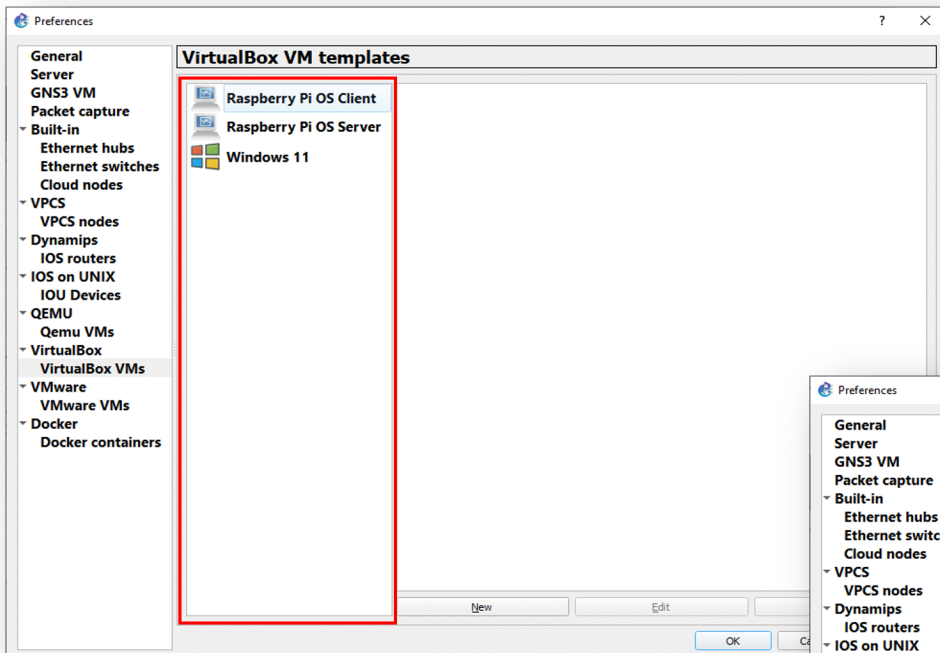 Preferences
?
General
Server
GNS3 VM
Packet capture
Built-in
Ethernet hubs
Ethernet switches
Cloud nodes
VPCS
VPCS nodes
Dynamips
IOS routers
IOS on UNIX
IOU Devices
QEMU
Qemu VMs
VirtualBox
VirtualBox VMs
VMware
VMware VMs
Docker
Docker containers
VirtualBox VM templates
Raspberry Pi OS Client
Raspberry Pi OS Server
Windows 11
New
Edit
OK
Ca
Preferences
General
Server
GNS3 VM
Packet capture
Built-in
Ethernet hubs
Ethernet switc
Cloud nodes
VPCS
VPCS nodes
Dynamips
IOS routers
IOS on UNIX